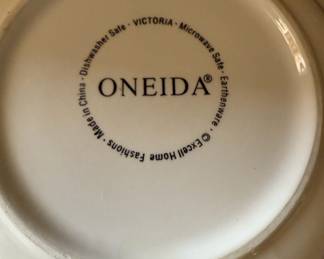 VICTORIA · Microwave Safe · Earthenware · © Excell Home Fashions · Made in China · Dishwasher Safe ·
ONEIDA®